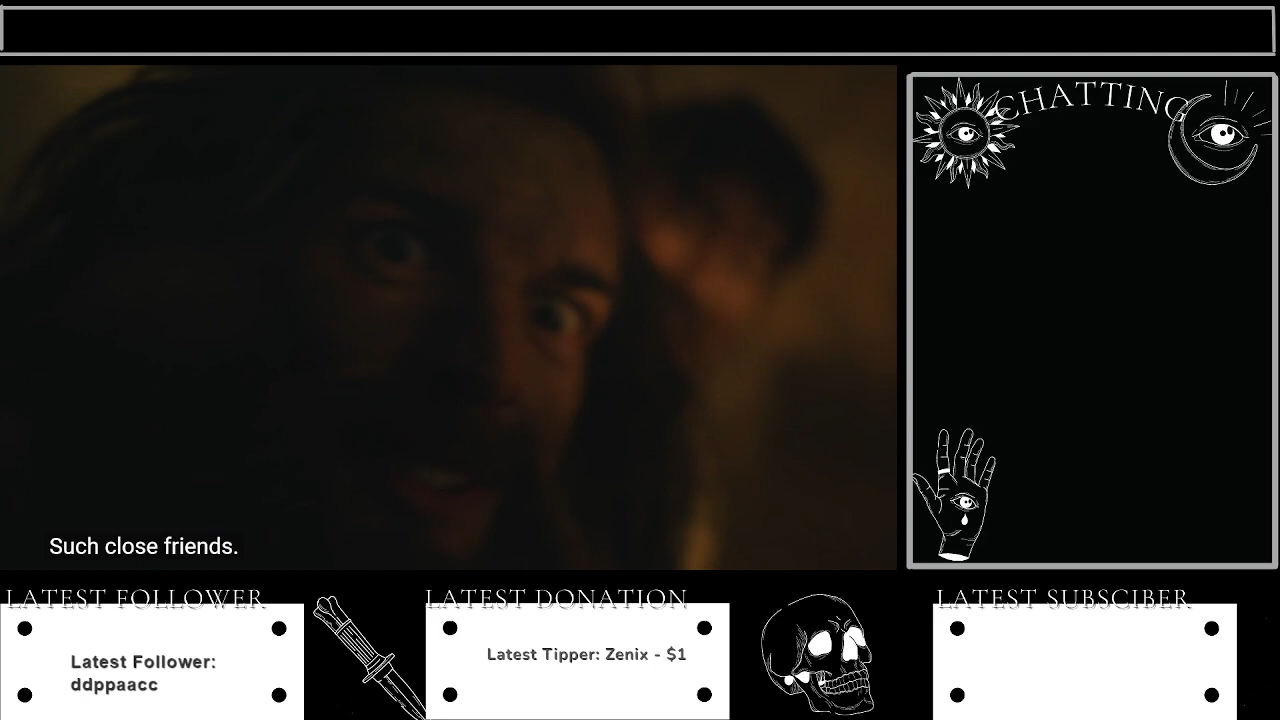 CHATTING
Such close friends.
LATEST FOLLOWER
LATEST DONATION
LATEST SUBSCIBER
Latest Follower:
ddppaacc
Latest Tipper: Zenix - $1